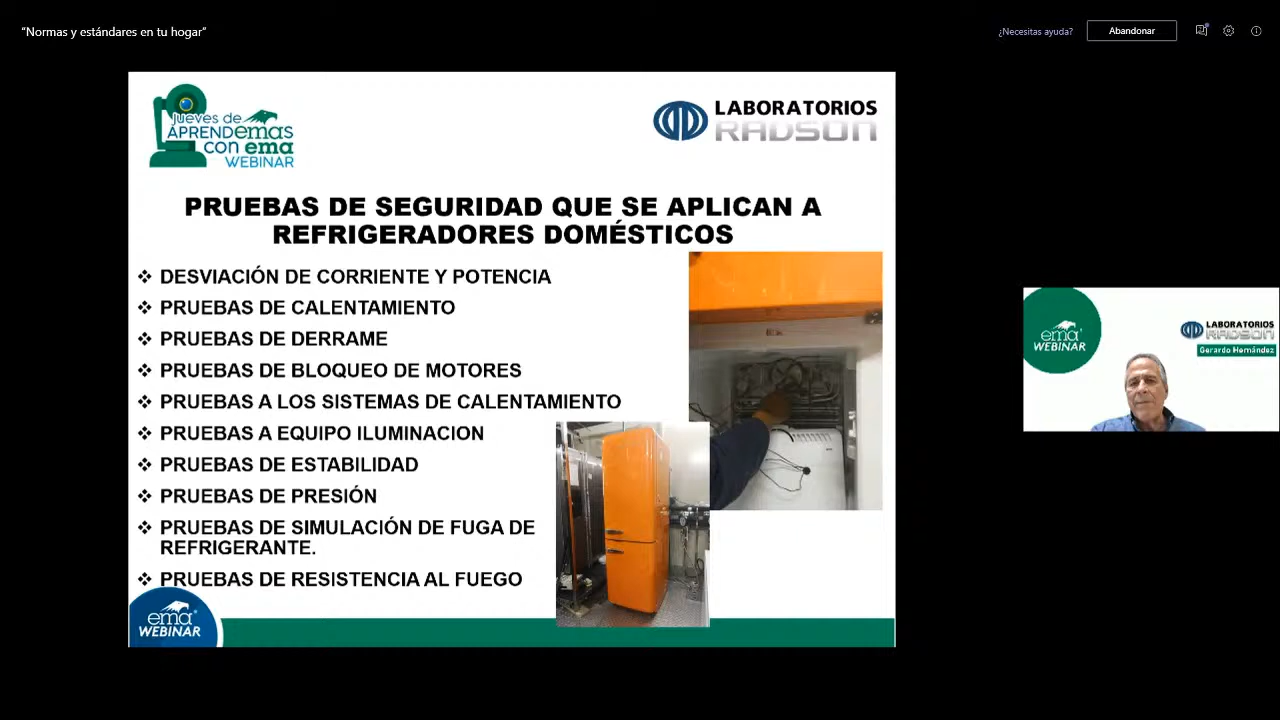 “Normas y estándares en tu hogar”
¿Necesitas ayuda?
Abandonar
jueves de
APRENDEMAS
con ema
WEBINAR
LABORATORIOS
RADSON
PRUEBAS DE SEGURIDAD QUE SE APLICAN A
REFRIGERADORES DOMÉSTICOS
❖ DESVIACIÓN DE CORRIENTE Y POTENCIA
❖ PRUEBAS DE CALENTAMIENTO
❖ PRUEBAS DE DERRAME
❖ PRUEBAS DE BLOQUEO DE MOTORES
❖ PRUEBAS A LOS SISTEMAS DE CALENTAMIENTO
❖ PRUEBAS A EQUIPO ILUMINACION
❖ PRUEBAS DE ESTABILIDAD
❖ PRUEBAS DE PRESIÓN
❖ PRUEBAS DE SIMULACIÓN DE FUGA DE
REFRIGERANTE.
❖ PRUEBAS DE RESISTENCIA AL FUEGO
ema
WEBINAR
ema
WEBINAR
LABORATORIOS
RADSON
Gerardo Hernández